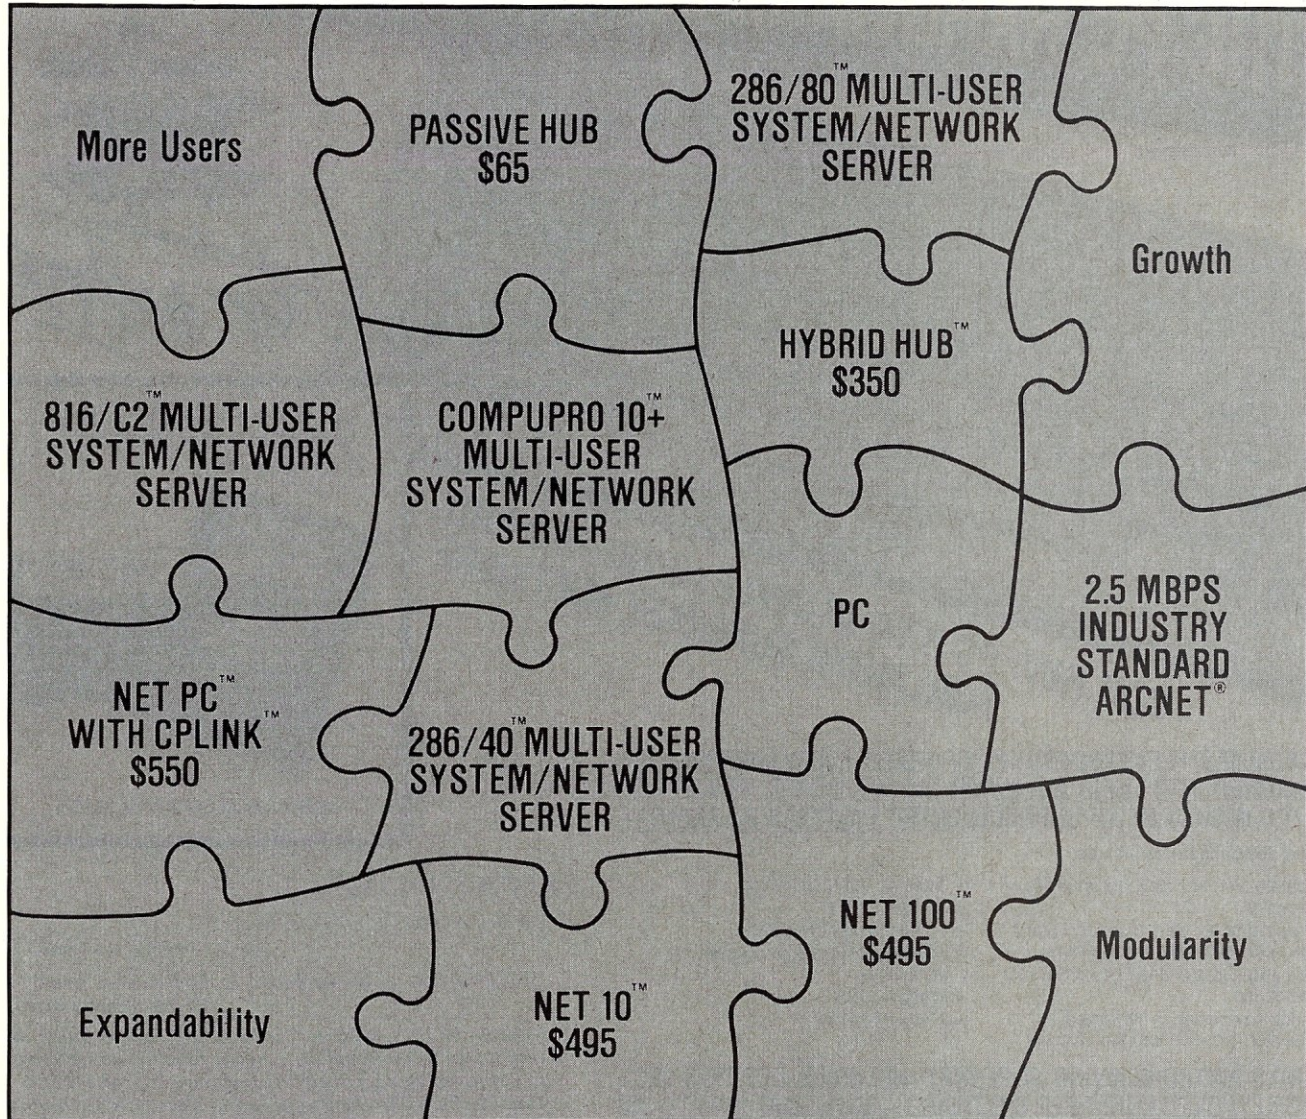 More Users
PASSIVE HUB
$65
286/80™ MULTI-USER
SYSTEM/NETWORK
SERVER
Growth
816/C2™ MULTI-USER
SYSTEM/NETWORK
SERVER
COMPUPRO 10+™
MULTI-USER
SYSTEM/NETWORK
SERVER
HYBRID HUB™
$350
NET PC™
WITH CPLINK™
$550
286/40™ MULTI-USER
SYSTEM/NETWORK
SERVER
PC
2.5 MBPS
INDUSTRY
STANDARD
ARCNET®
Expandability
NET 10™
$495
NET 100™
$495
Modularity